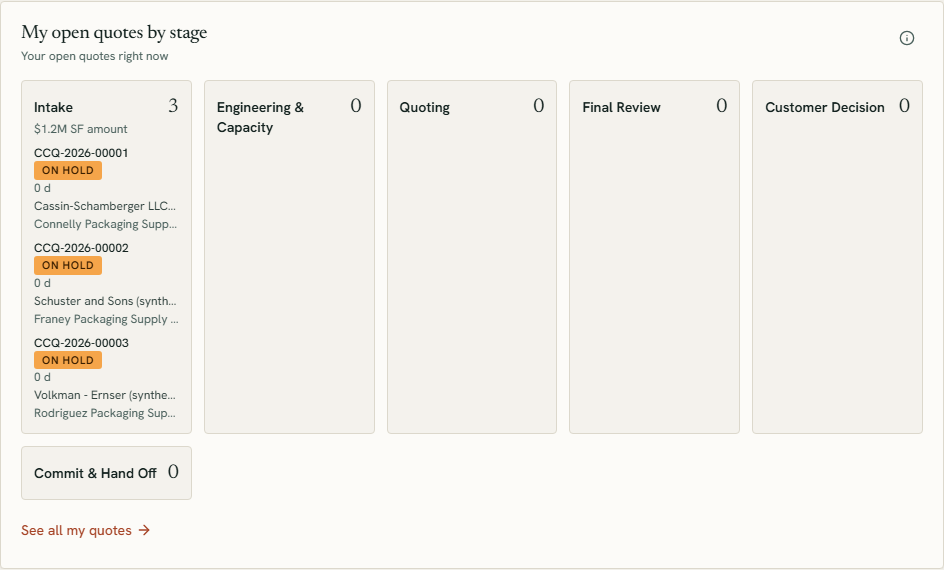 My open quotes by stage
Your open quotes right now
Intake 3
$1.2M SF amount
CCQ-2026-00001
ON HOLD
0 d
Cassin-Schamberger LLC...
Connelly Packaging Supp...
CCQ-2026-00002
ON HOLD
0 d
Schuster and Sons (synth...
Franey Packaging Supply ...
CCQ-2026-00003
ON HOLD
0 d
Volkman - Ernser (synthe...
Rodriguez Packaging Sup...
Engineering & 0
Capacity
Quoting 0
Final Review 0
Customer Decision 0
Commit & Hand Off 0
See all my quotes →